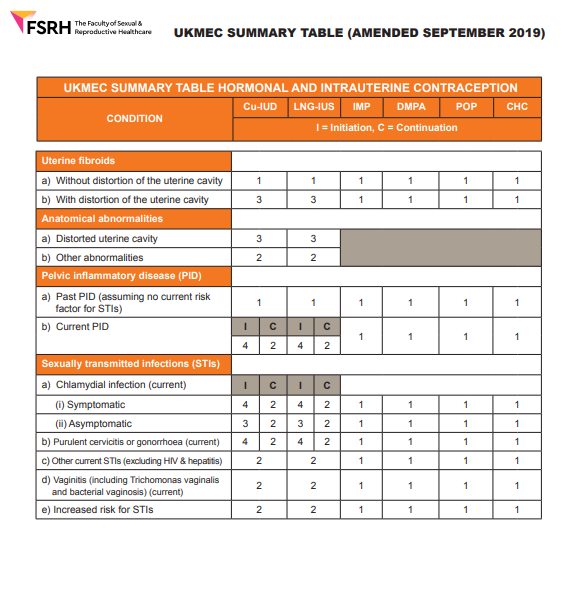 FSRH The Faculty of Sexual &
Reproductive Healthcare
UKMEC SUMMARY TABLE (AMENDED SEPTEMBER 2019)
UKMEC SUMMARY TABLE HORMONAL AND INTRAUTERINE CONTRACEPTION
CONDITION Cu-IUD LNG-IUS IMP DMPA POP CHC
I = Initiation, C = Continuation
Uterine fibroids
a) Without distortion of the uterine cavity 1 1 1 1 1 1
b) With distortion of the uterine cavity 3 3 1 1 1 1
Anatomical abnormalities
a) Distorted uterine cavity 3 3
b) Other abnormalities 2 2
Pelvic inflammatory disease (PID)
a) Past PID (assuming no current risk
factor for STIs) 1 1 1 1 1 1
b) Current PID I C I C
4 2 4 2 1 1 1 1
Sexually transmitted infections (STIs)
a) Chlamydial infection (current) I C I C
(i) Symptomatic 4 2 4 2 1 1 1 1
(ii) Asymptomatic 3 2 3 2 1 1 1 1
b) Purulent cervicitis or gonorrhoea (current) 4 2 4 2 1 1 1 1
c) Other current STIs (excluding HIV & hepatitis) 2 2 1 1 1 1
d) Vaginitis (including Trichomonas vaginalis
and bacterial vaginosis) (current) 2 2 1 1 1 1
e) Increased risk for STIs 2 2 1 1 1 1